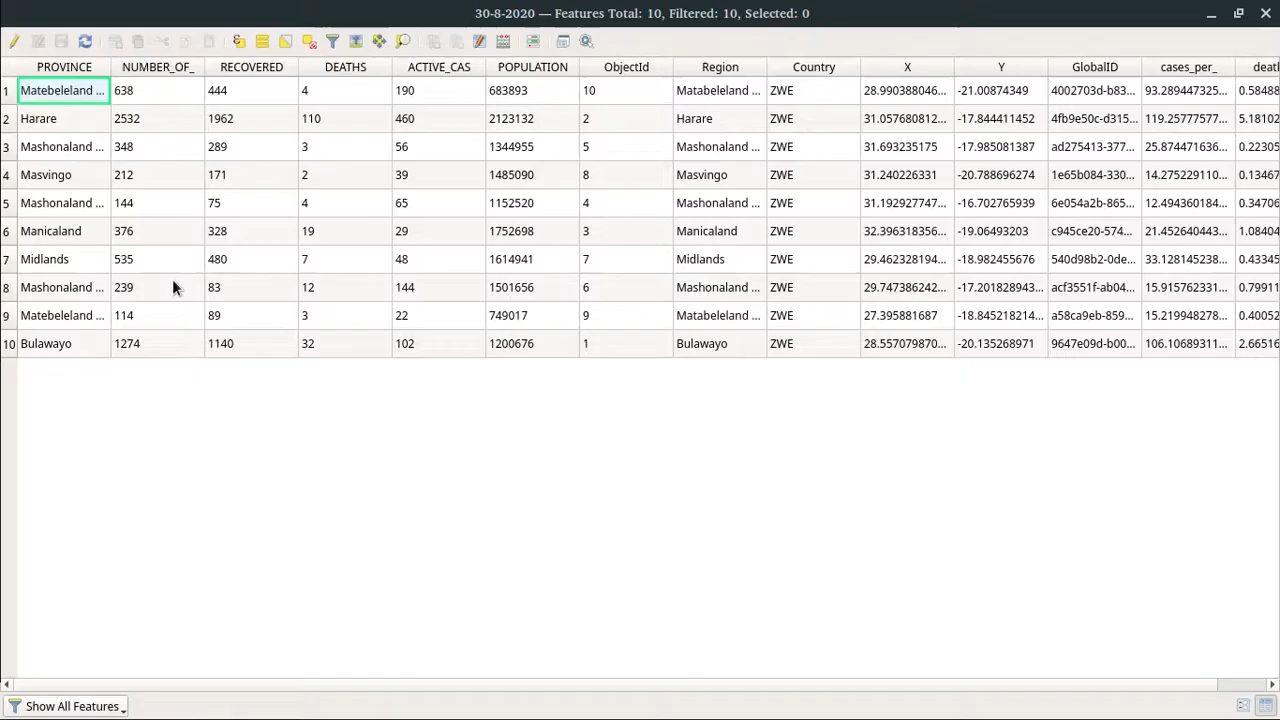 30-8-2020 — Features Total: 10, Filtered: 10, Selected: 0
PROVINCE NUMBER_OF_ RECOVERED DEATHS ACTIVE_CAS POPULATION ObjectId Region Country X Y GlobalID cases_per_ deatl
1 Matebeleland ... 638 444 4 190 683893 10 Matabeleland ... ZWE 28.990388046... -21.00874349 4002703d-b83... 93.289447325... 0.58488
2 Harare 2532 1962 110 460 2123132 2 Harare ZWE 31.057680812... -17.844411452 4fb9e50c-d315... 119.25777577... 5.18102
3 Mashonaland ... 348 289 3 56 1344955 5 Mashonaland ... ZWE 31.693235175 -17.985081387 ad275413-377... 25.874471636... 0.22305
4 Masvingo 212 171 2 39 1485090 8 Masvingo ZWE 31.240226331 -20.788696274 1e65b084-330... 14.275229110... 0.13467
5 Mashonaland ... 144 75 4 65 1152520 4 Mashonaland ... ZWE 31.192927747... -16.702765939 6e054a2b-865... 12.494360184... 0.34706
6 Manicaland 376 328 19 29 1752698 3 Manicaland ZWE 32.396318356... -19.06493203 c945ce20-574... 21.452640443... 1.08404
7 Midlands 535 480 7 48 1614941 7 Midlands ZWE 29.462328194... -18.982455676 540d98b2-0de... 33.128145238... 0.43345
8 Mashonaland ... 239 83 12 144 1501656 6 Mashonaland ... ZWE 29.747386242... -17.201828943... acf3551f-ab04... 15.915762331... 0.79911
9 Matebeleland ... 114 89 3 22 749017 9 Matabeleland ... ZWE 27.395881687 -18.845218214... a58ca9eb-859... 15.219948278... 0.40052
10 Bulawayo 1274 1140 32 102 1200676 1 Bulawayo ZWE 28.557079870... -20.135268971 9647e09d-b00... 106.10689311... 2.66516
Show All Features